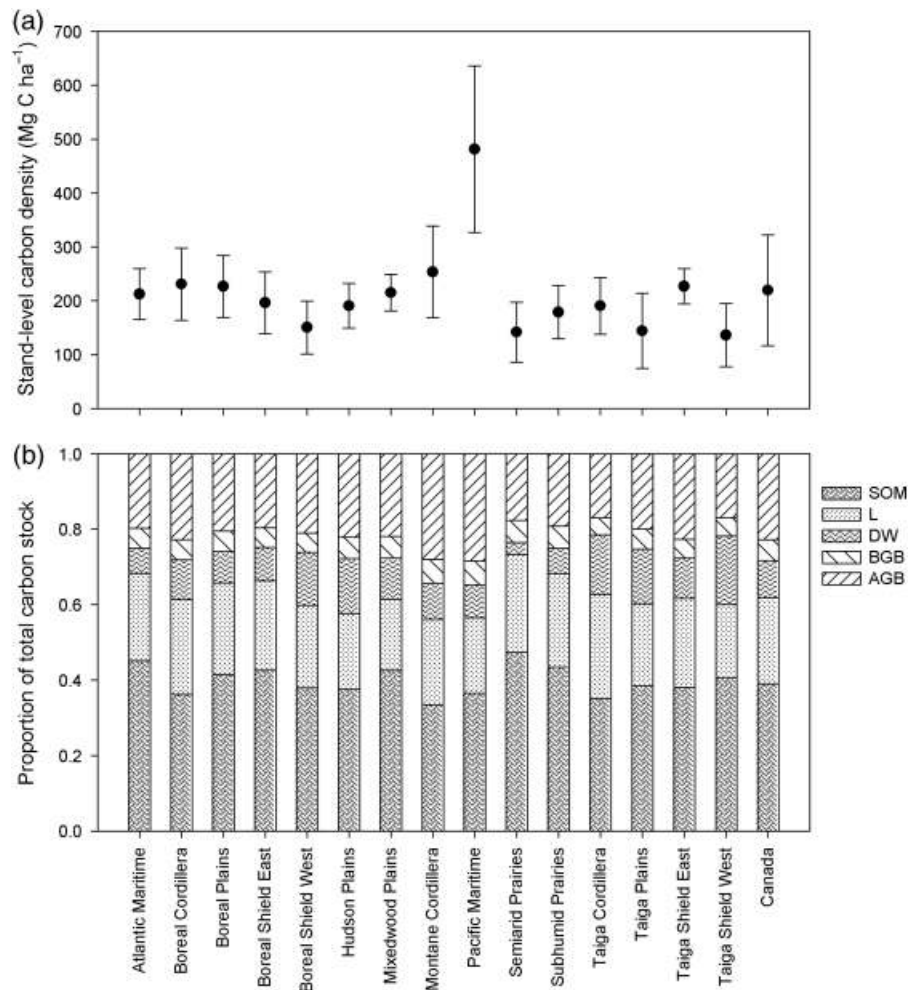 (a)
700
600
500
400
300
200
100
0
Stand-level carbon density (Mg C ha⁻¹)
(b)
1.0
0.8
0.6
0.4
0.2
0.0
Proportion of total carbon stock
SOM
L
DW
BGB
AGB
Atlantic Maritime
Boreal Cordillera
Boreal Plains
Boreal Shield East
Boreal Shield West
Hudson Plains
Mixedwood Plains
Montane Cordillera
Pacific Maritime
Semiarid Prairies
Subhumid Prairies
Taiga Cordillera
Taiga Plains
Taiga Shield East
Taiga Shield West
Canada